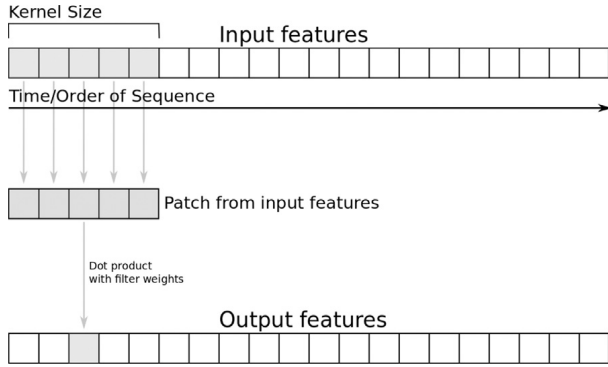 Kernel Size
Input features
Time/Order of Sequence
Patch from input features
Dot product
with filter weights
Output features